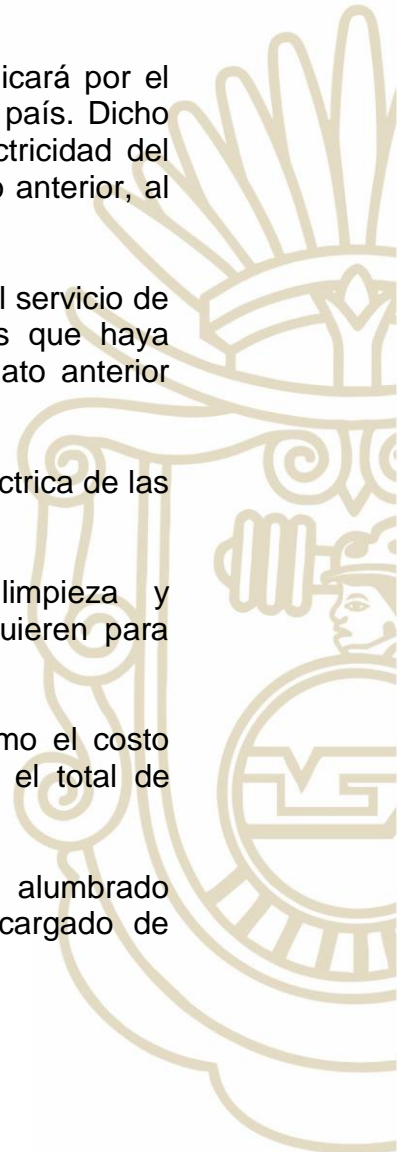 icará por el
país. Dicho
ctricidad del
o anterior, al
l servicio de
s que haya
ato anterior
ctrica de las
limpieza y
quieren para
mo el costo
el total de
alumbrado
cargado de